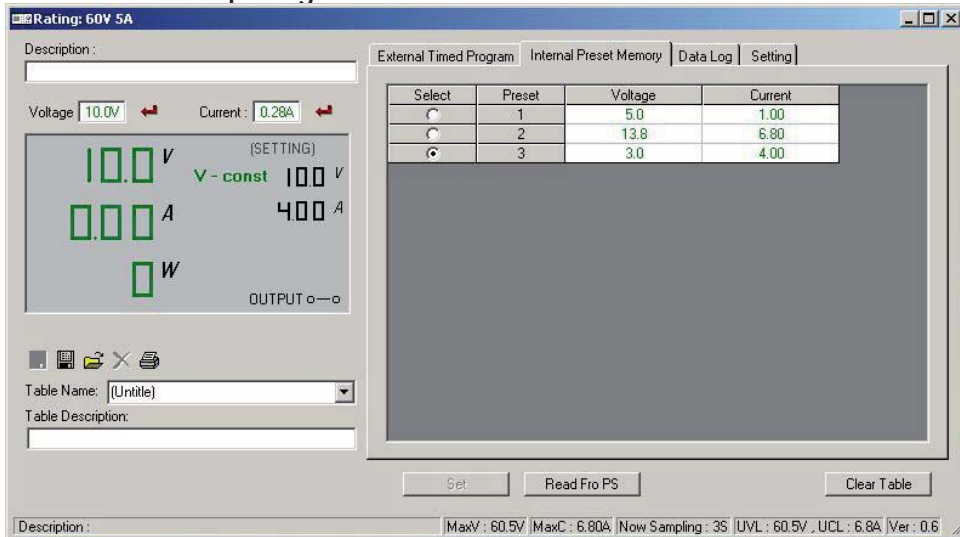 Rating: 60V 5A
Description :
Voltage 10.0V Current : 0.28A
10.0 V
0.00 A
0 W
(SETTING)
V - const 10.0 V
4.00 A
OUTPUT
Table Name: (Untitle)
Table Description:
External Timed Program Internal Preset Memory Data Log Setting
Select Preset Voltage Current
1 5.0 1.00
2 13.8 6.80
3 3.0 4.00
Set Read Fro PS Clear Table
Description : MaxV : 60.5V MaxC : 6.80A Now Sampling : 3S UVL : 60.5V , UCL : 6.8A Ver : 0.6